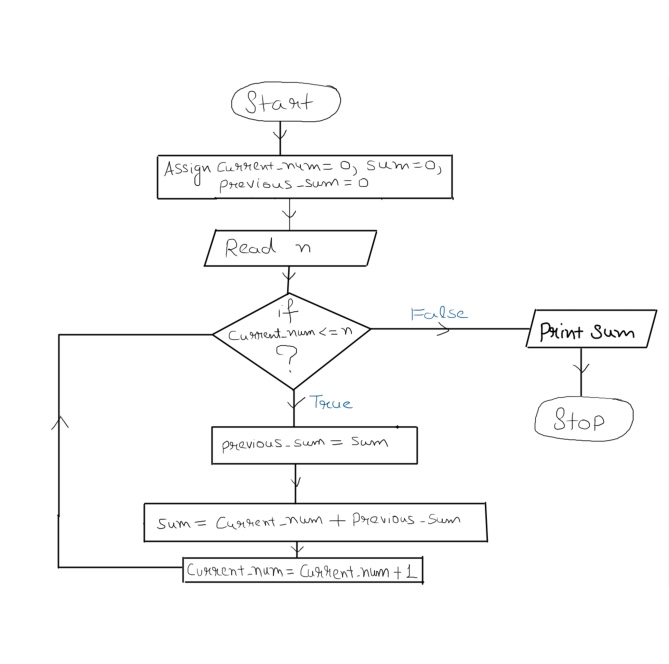 Start
Assign Current_num = 0, Sum=0,
previous_sum = 0
Read n
if
Current_num <= n
?
False
Print Sum
Stop
True
previous_sum = Sum
Sum = Current_num + Previous_Sum
Current_num = Current_num + 1